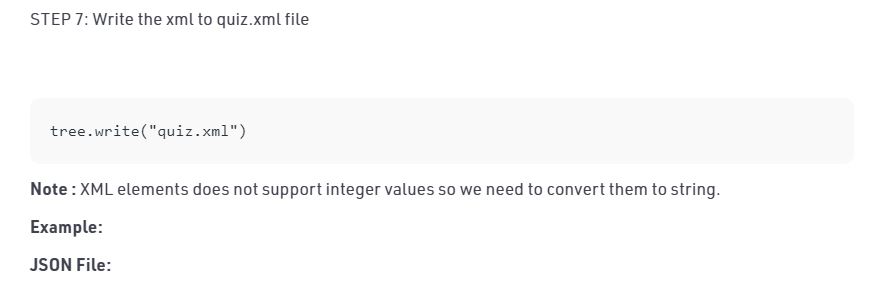 STEP 7: Write the xml to quiz.xml file
tree.write("quiz.xml")
Note : XML elements does not support integer values so we need to convert them to string.
Example:
JSON File: